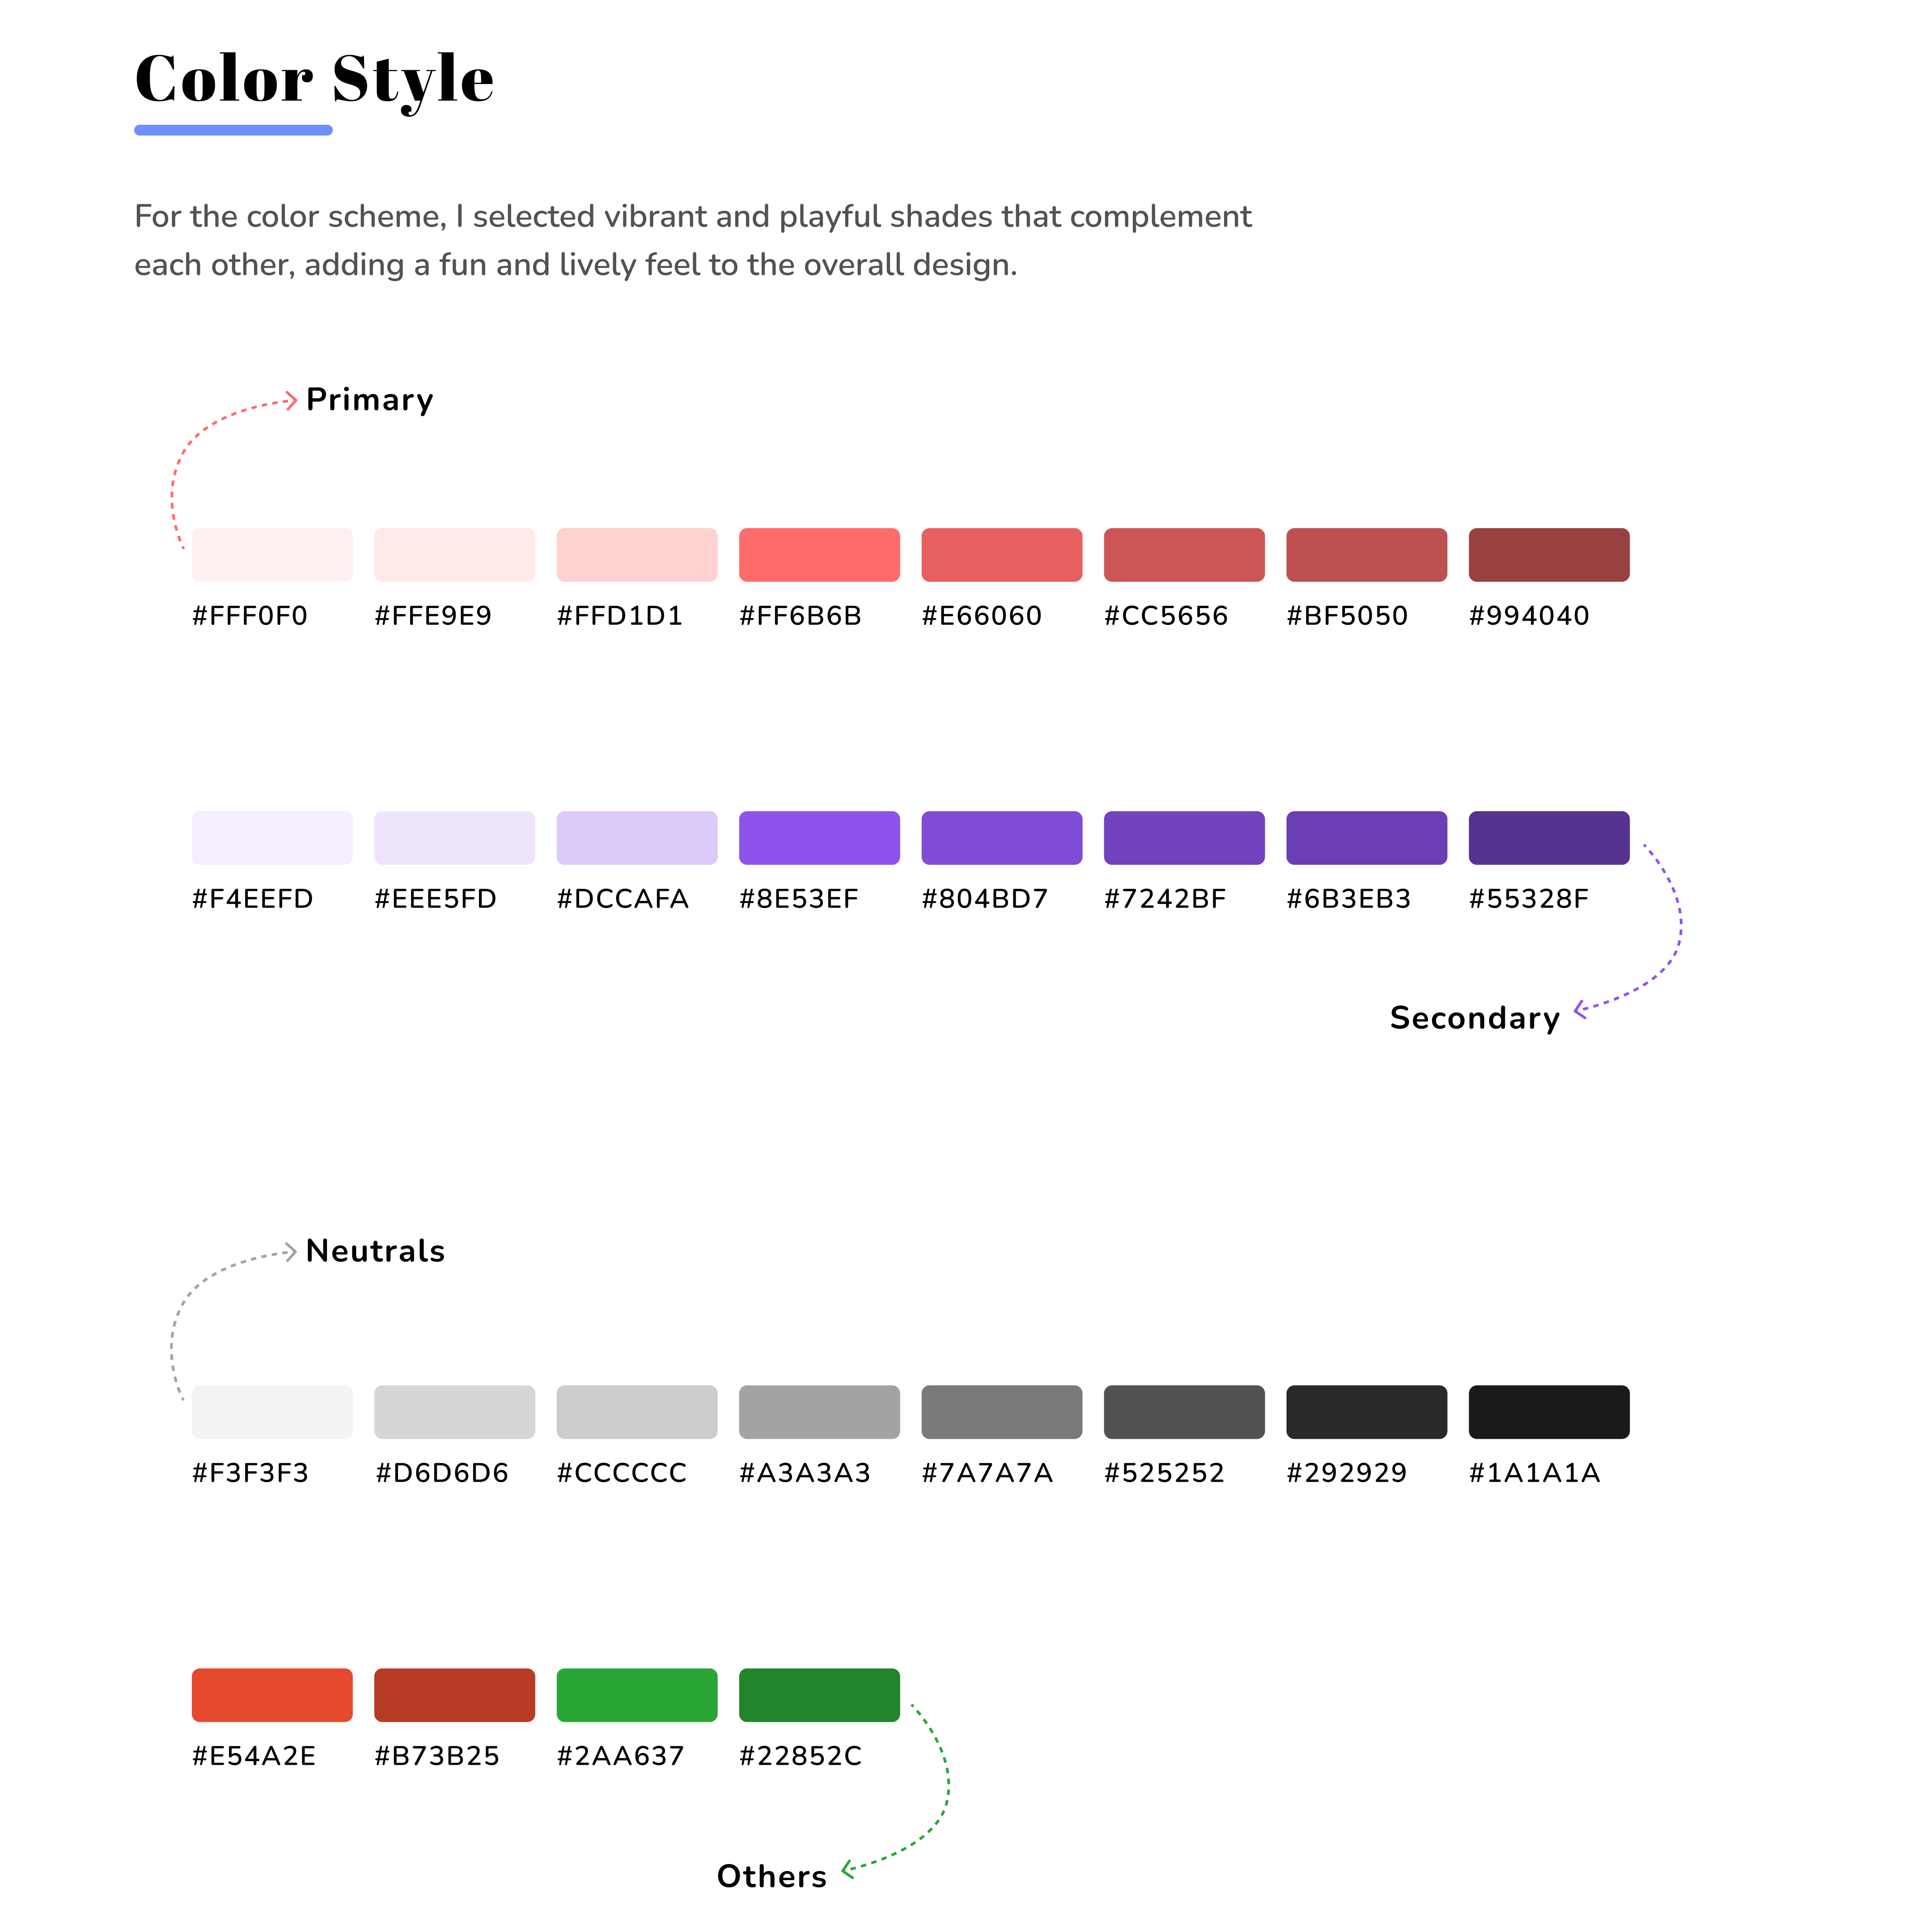 Color Style
For the color scheme, I selected vibrant and playful shades that complement
each other, adding a fun and lively feel to the overall design.
Primary
#FFF0F0 #FFE9E9 #FFD1D1 #FF6B6B #E66060 #CC5656 #BF5050 #994040
#F4EEFD #EEE5FD #DCCAFA #8E53EF #804BD7 #7242BF #6B3EB3 #55328F
Secondary
Neutrals
#F3F3F3 #D6D6D6 #CCCCCC #A3A3A3 #7A7A7A #525252 #292929 #1A1A1A
#E54A2E #B73B25 #2AA637 #22852C
Others